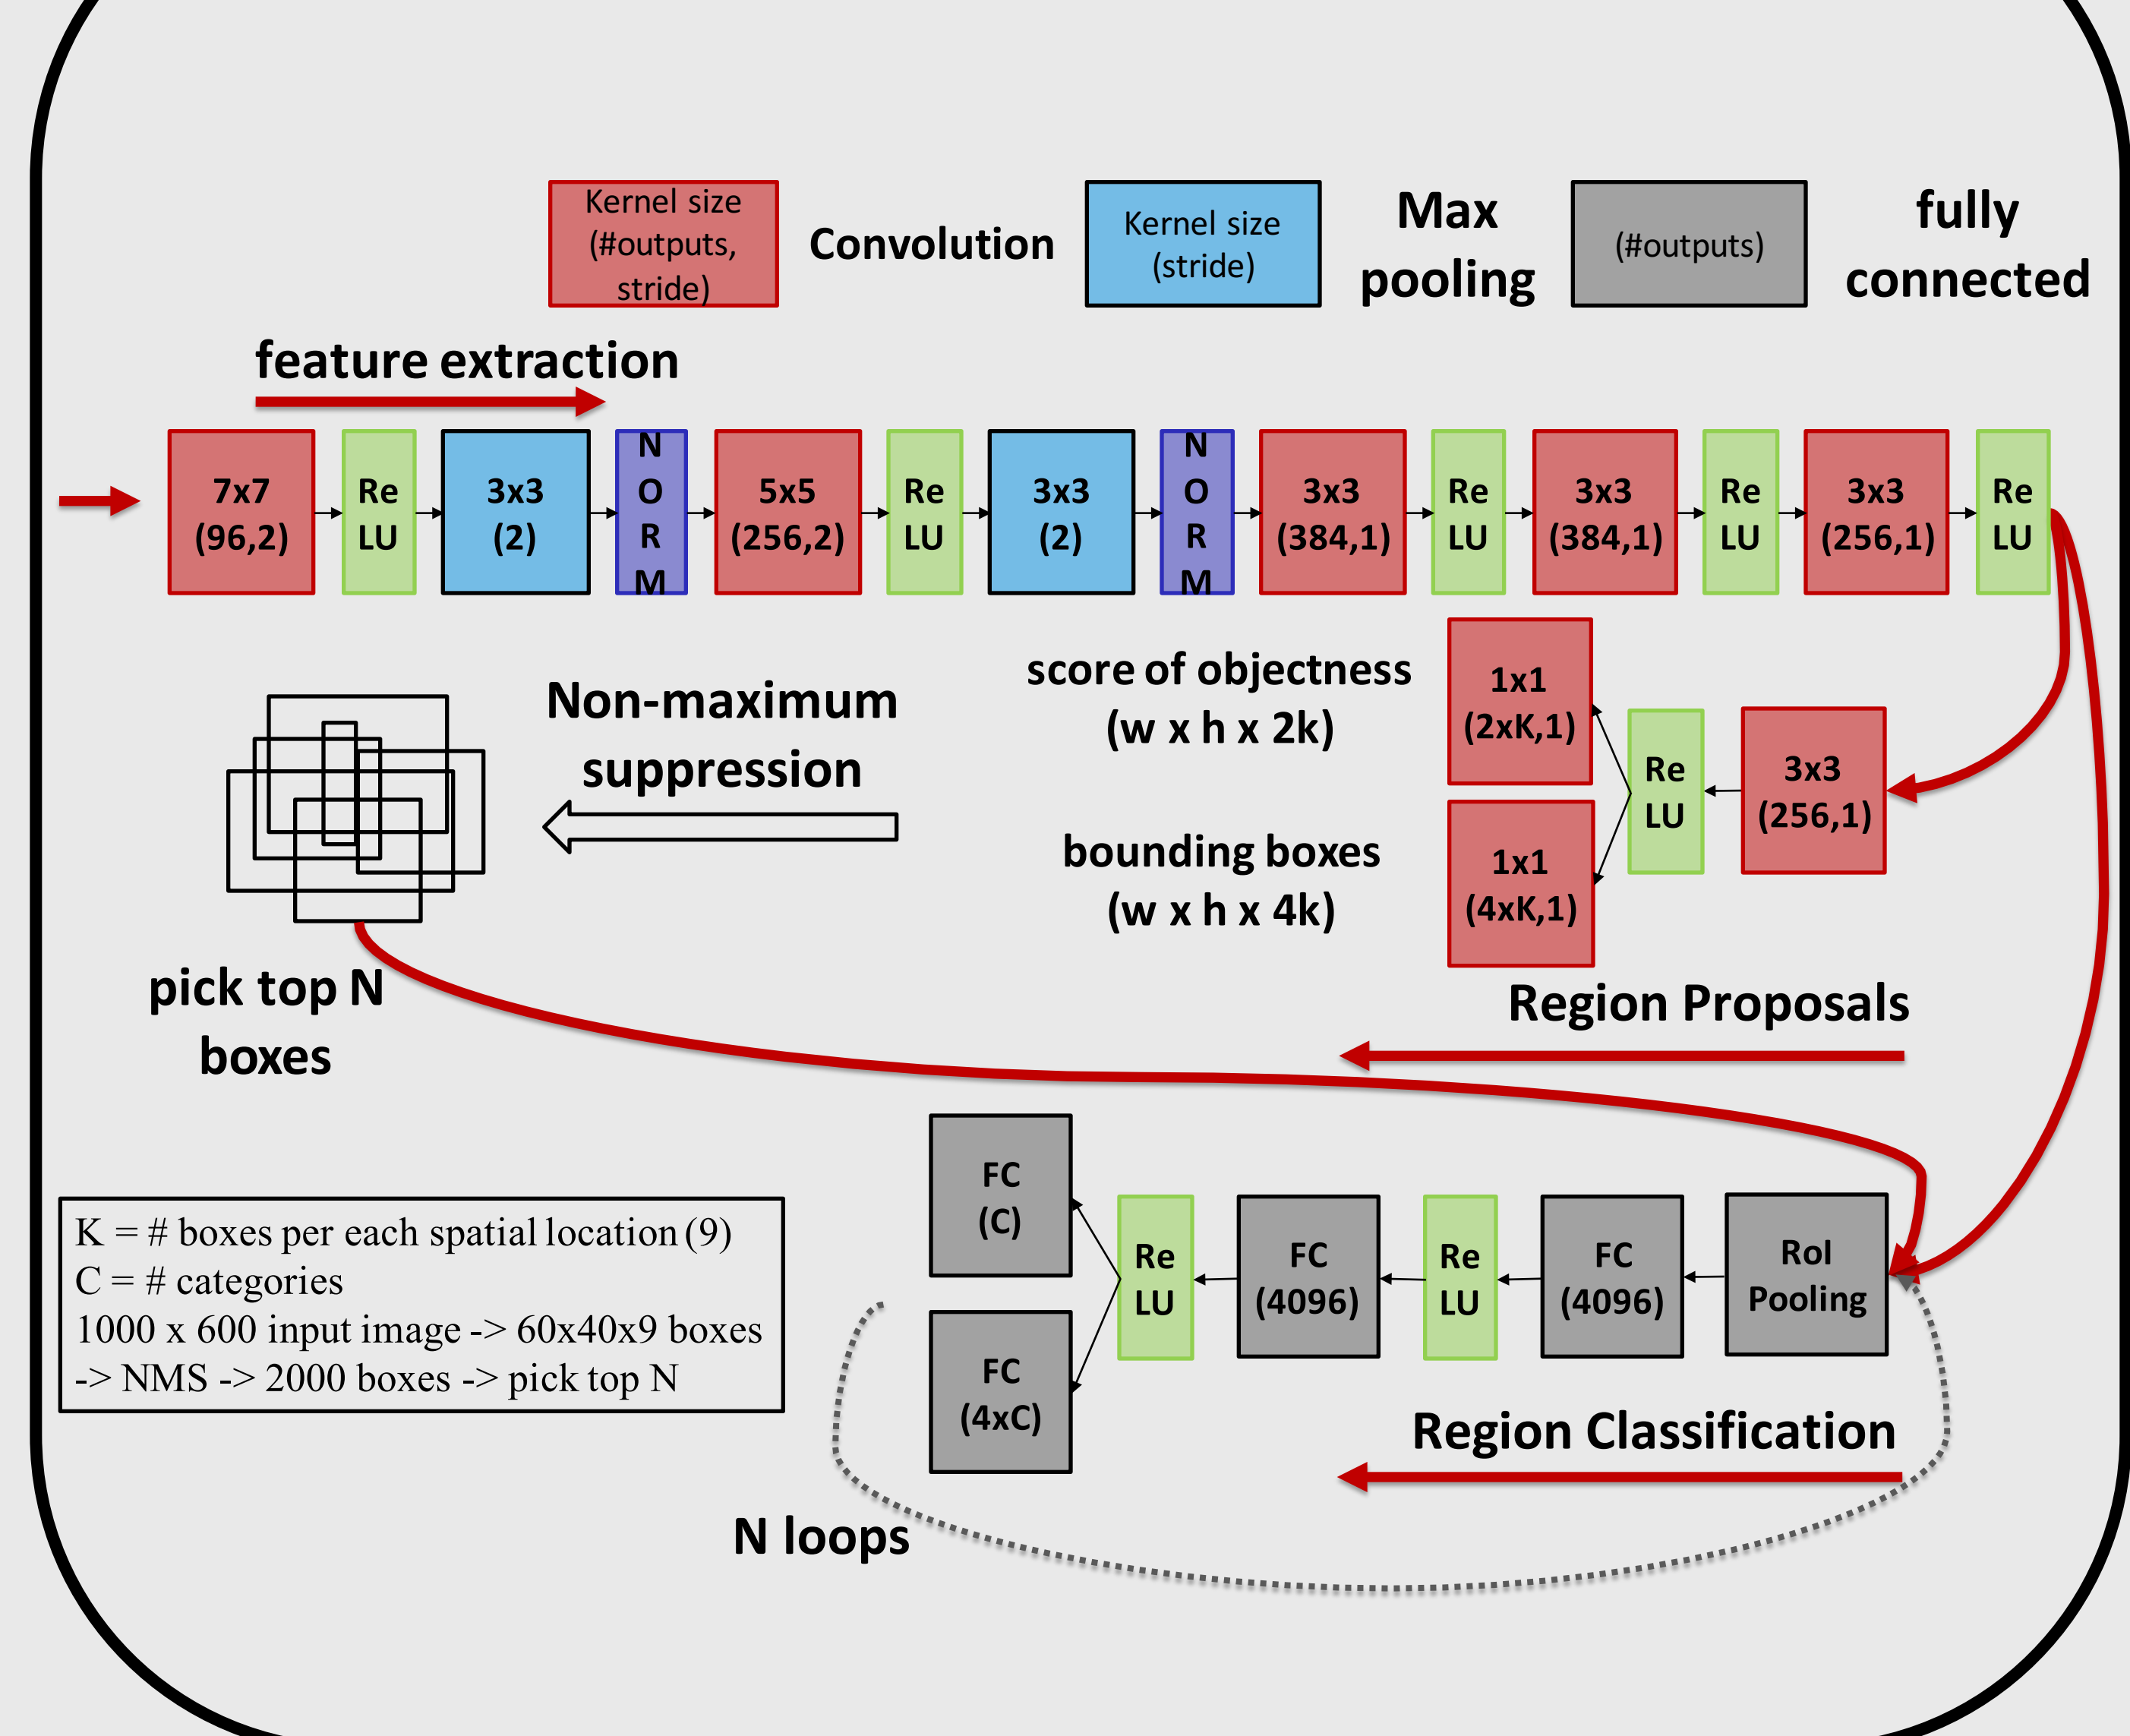 Kernel size
(#outputs,
stride)
Convolution
Kernel size
(stride)
Max
pooling
(#outputs)
fully
connected
feature extraction
7x7
(96,2)
Re
LU
3x3
(2)
N
O
R
M
5x5
(256,2)
Re
LU
3x3
(2)
N
O
R
M
3x3
(384,1)
Re
LU
3x3
(384,1)
Re
LU
3x3
(256,1)
Re
LU
score of objectness
(w x h x 2k)
1x1
(2xK,1)
Re
LU
3x3
(256,1)
bounding boxes
(w x h x 4k)
1x1
(4xK,1)
Non-maximum
suppression
pick top N
boxes
Region Proposals
FC
(C)
FC
(4xC)
Re
LU
FC
(4096)
Re
LU
FC
(4096)
RoI
Pooling
K = # boxes per each spatial location (9)
C = # categories
1000 x 600 input image -> 60x40x9 boxes
-> NMS -> 2000 boxes -> pick top N
Region Classification
N loops